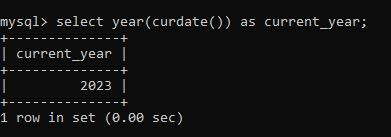 mysql> select year(curdate()) as current_year;
+--------------+
| current_year |
+--------------+
|         2023 |
+--------------+
1 row in set (0.00 sec)